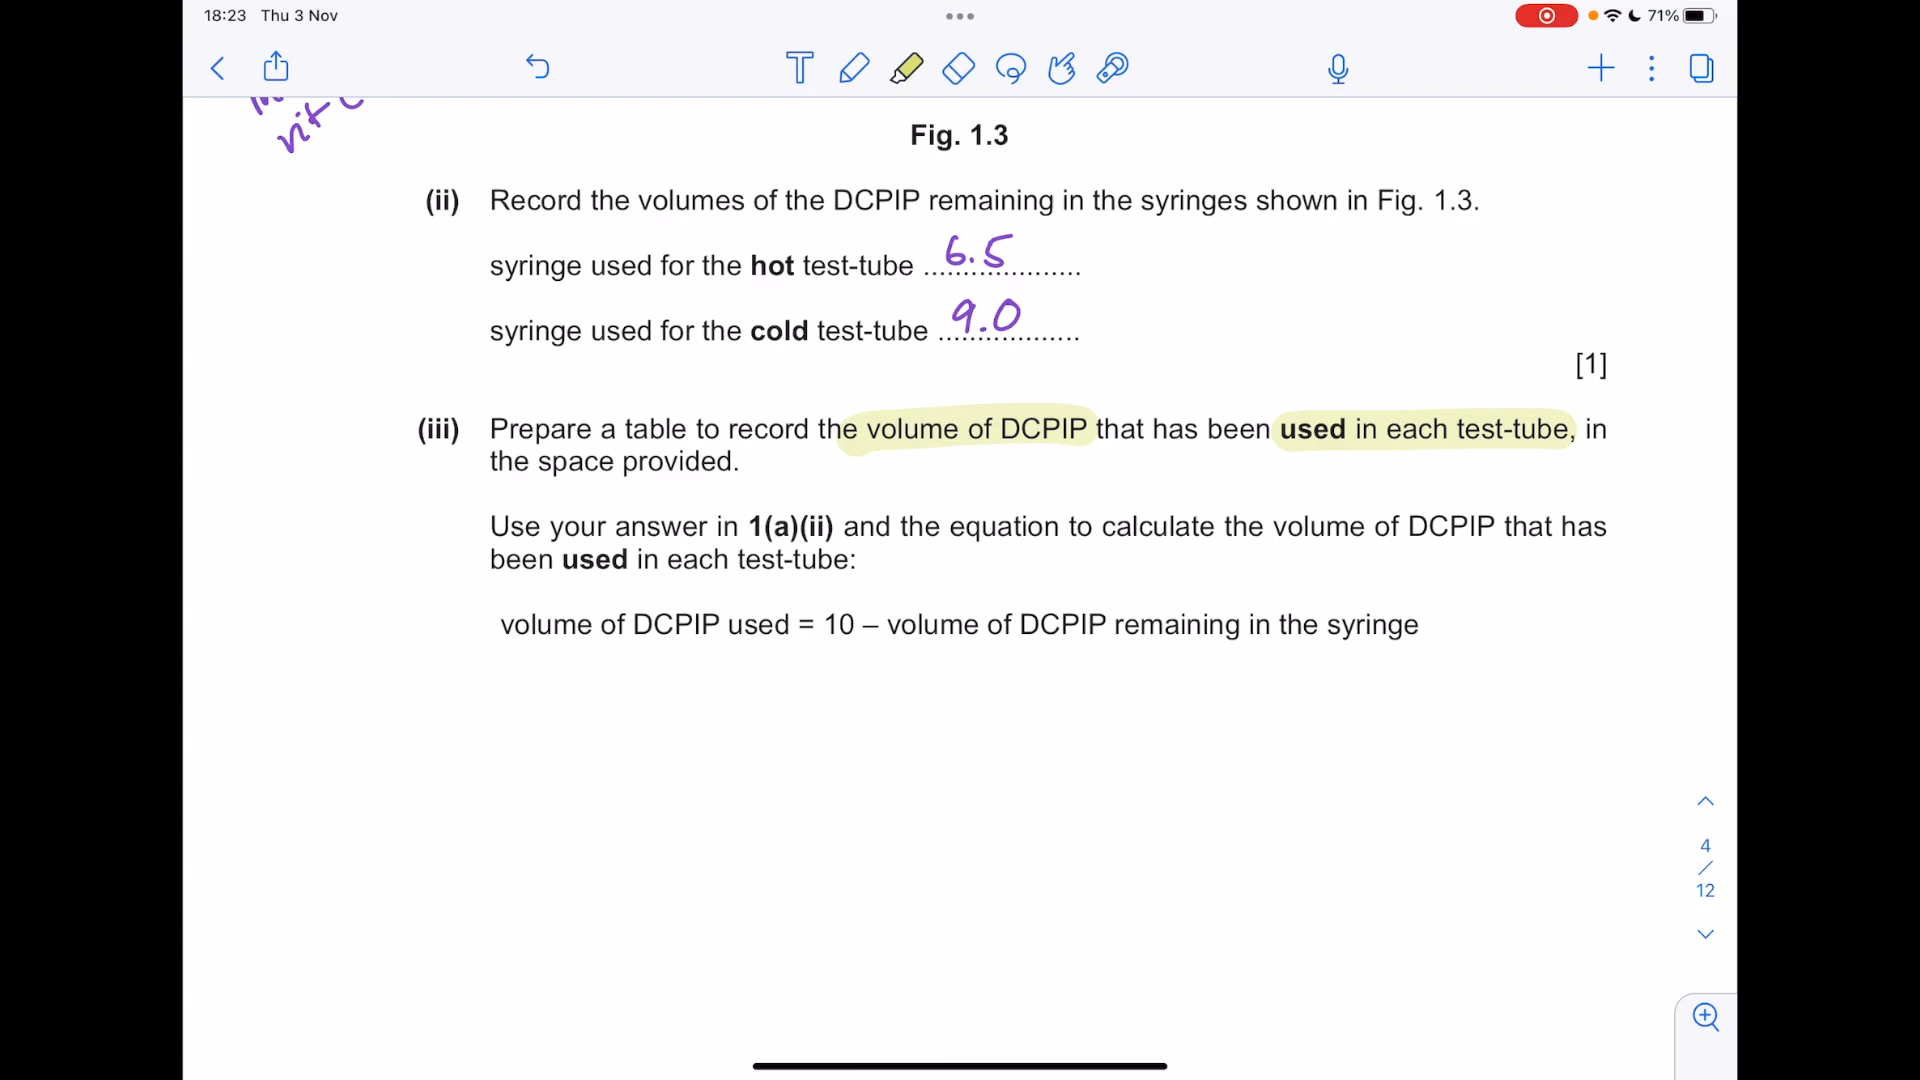 18:23 Thu 3 Nov
71%
T
vit C
Fig. 1.3
(ii) Record the volumes of the DCPIP remaining in the syringes shown in Fig. 1.3.
syringe used for the hot test-tube .................... 6.5
syringe used for the cold test-tube .................. 9.0
[1]
(iii) Prepare a table to record the volume of DCPIP that has been used in each test-tube, in
the space provided.
Use your answer in 1(a)(ii) and the equation to calculate the volume of DCPIP that has
been used in each test-tube:
volume of DCPIP used = 10 – volume of DCPIP remaining in the syringe
4
/
12